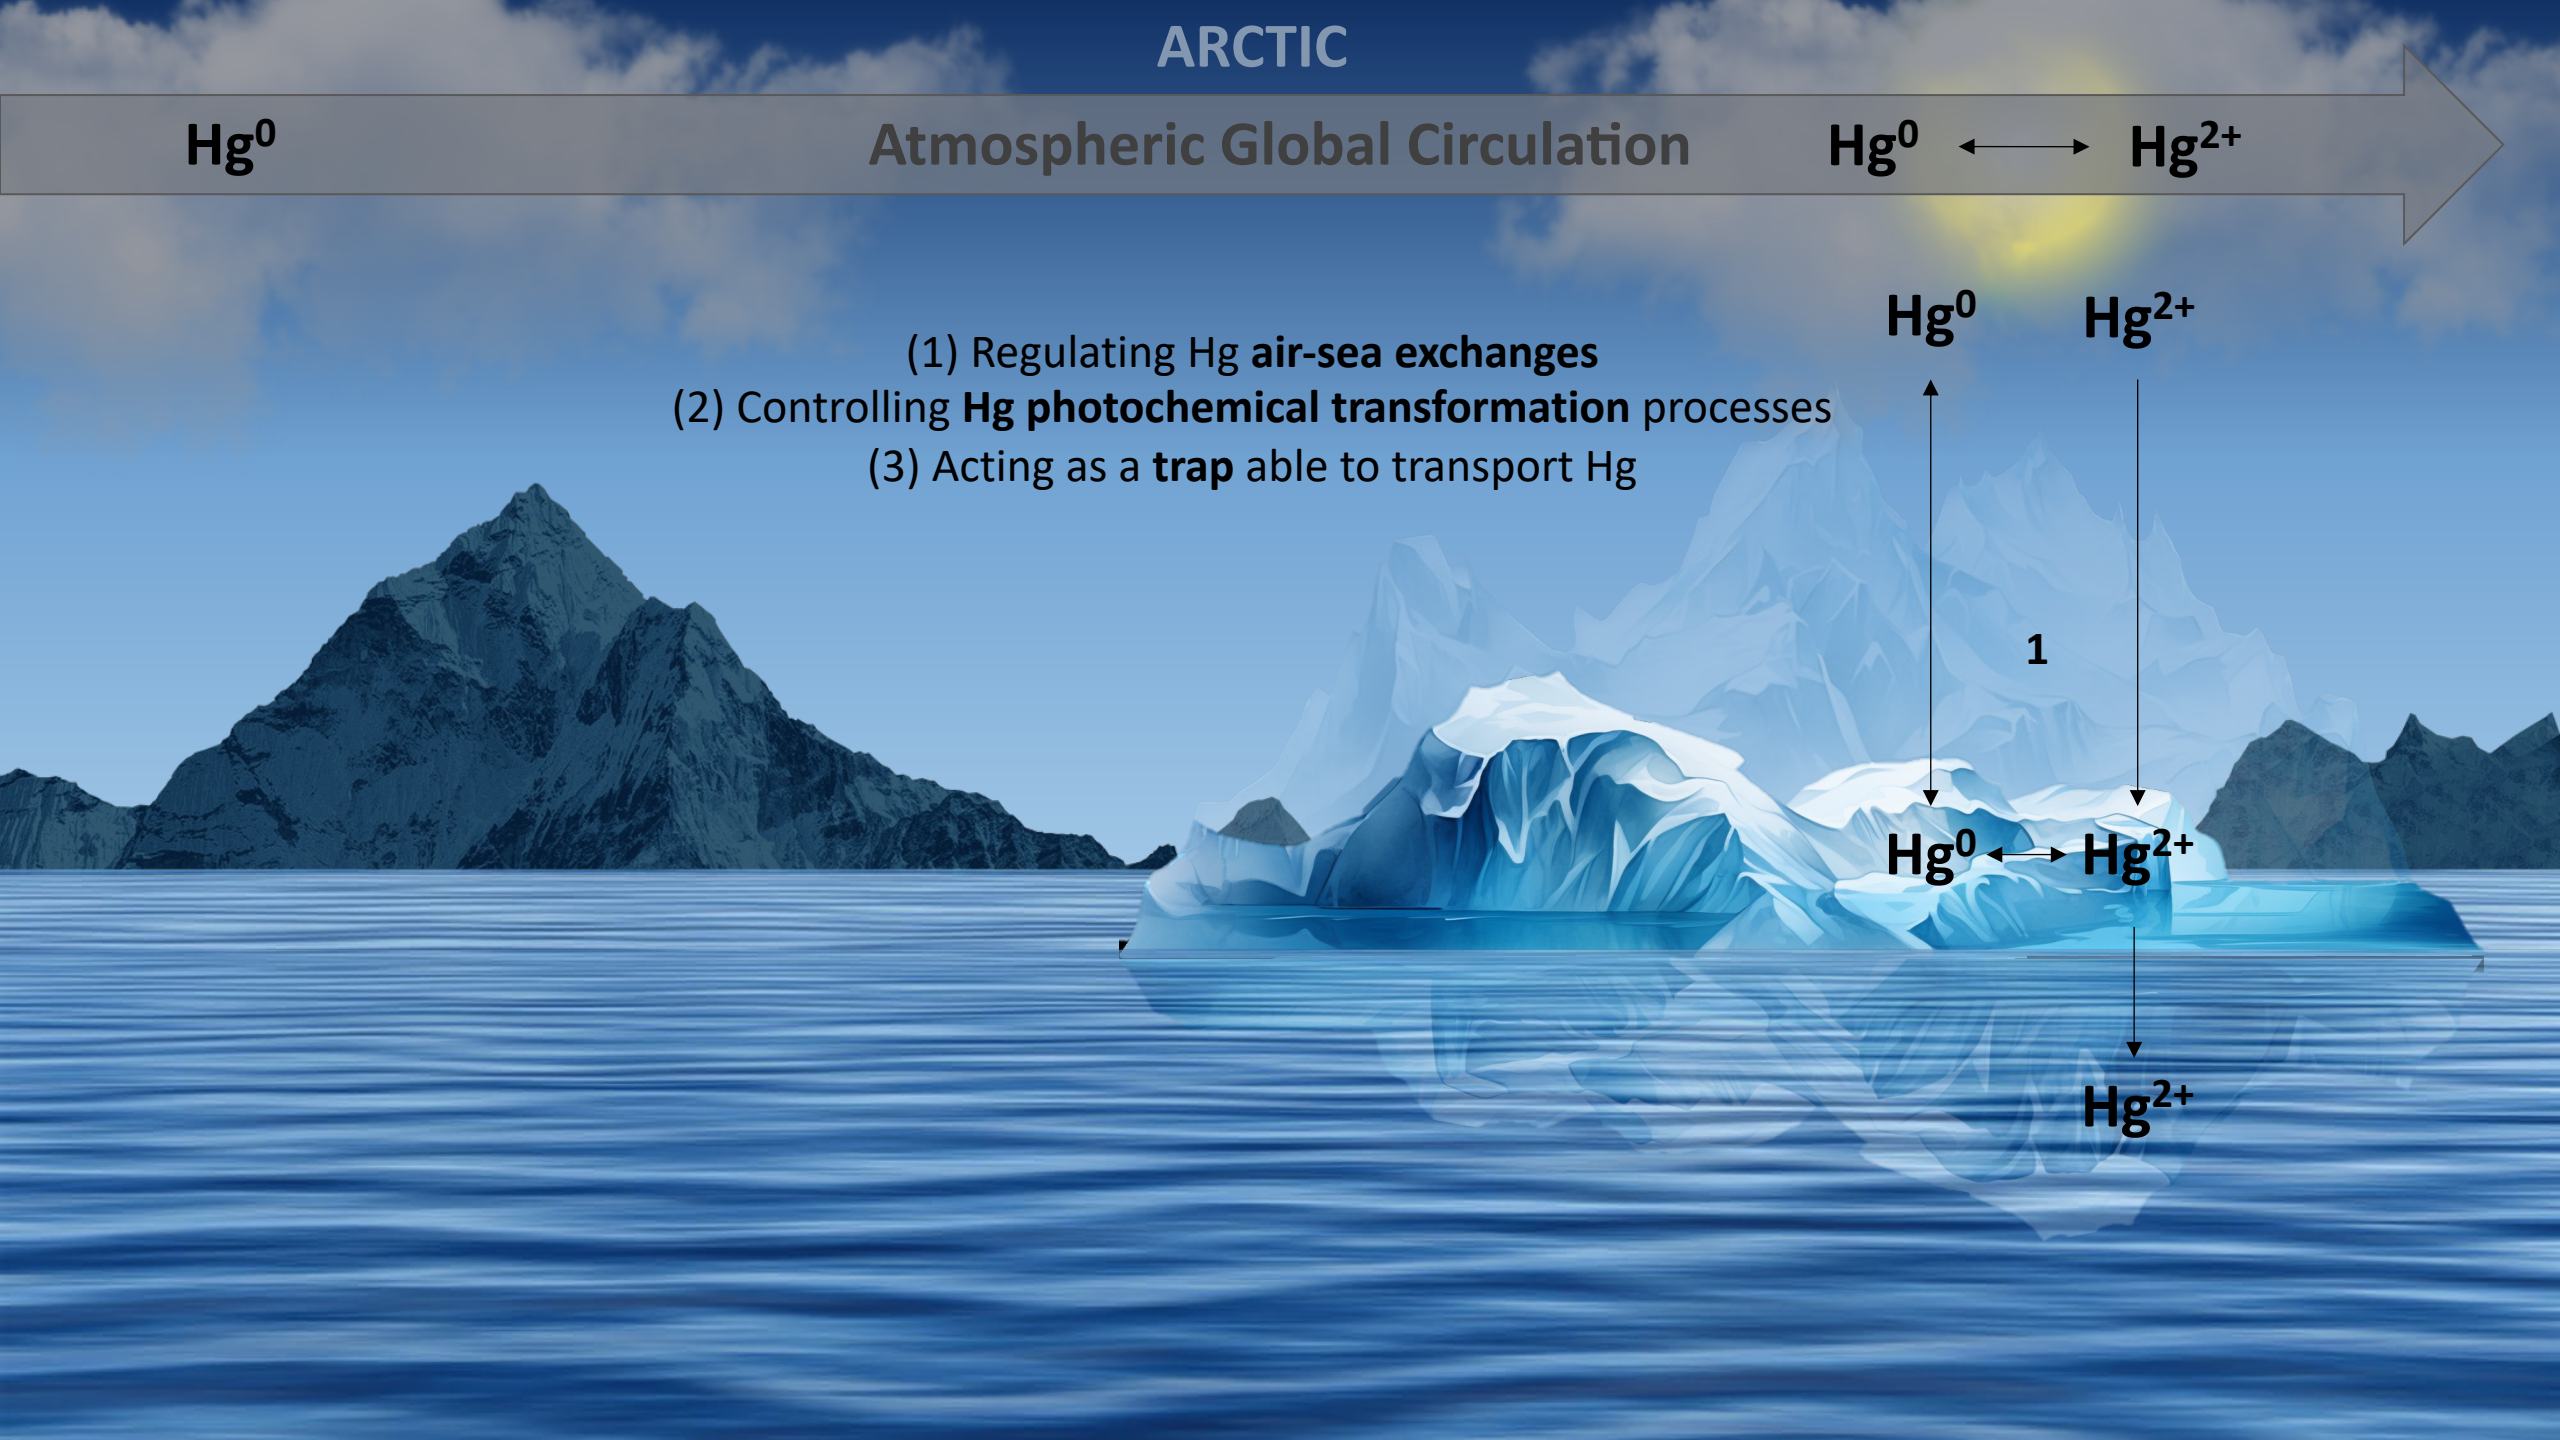 ARCTIC
Hg⁰ Atmospheric Global Circulation Hg⁰ Hg²⁺
Hg⁰ Hg²⁺
(1) Regulating Hg air-sea exchanges
(2) Controlling Hg photochemical transformation processes
(3) Acting as a trap able to transport Hg
1
Hg⁰ Hg²⁺
Hg²⁺